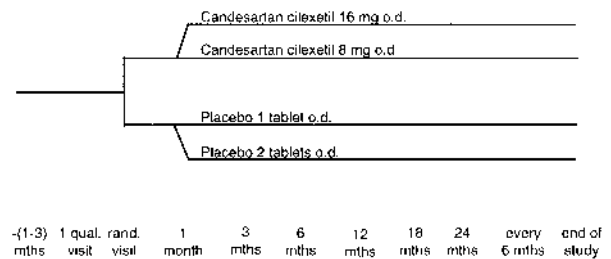 Candesartan cilexetil 16 mg o.d.
Candesartan cilexetil 8 mg o.d
Placebo 1 tablet o.d.
Placebo 2 tablets o.d.
-(1-3) 1 qual. rand. 1 3 6 12 18 24 every end of
mths visit visit month mths mths mths mths mths 6 mths study